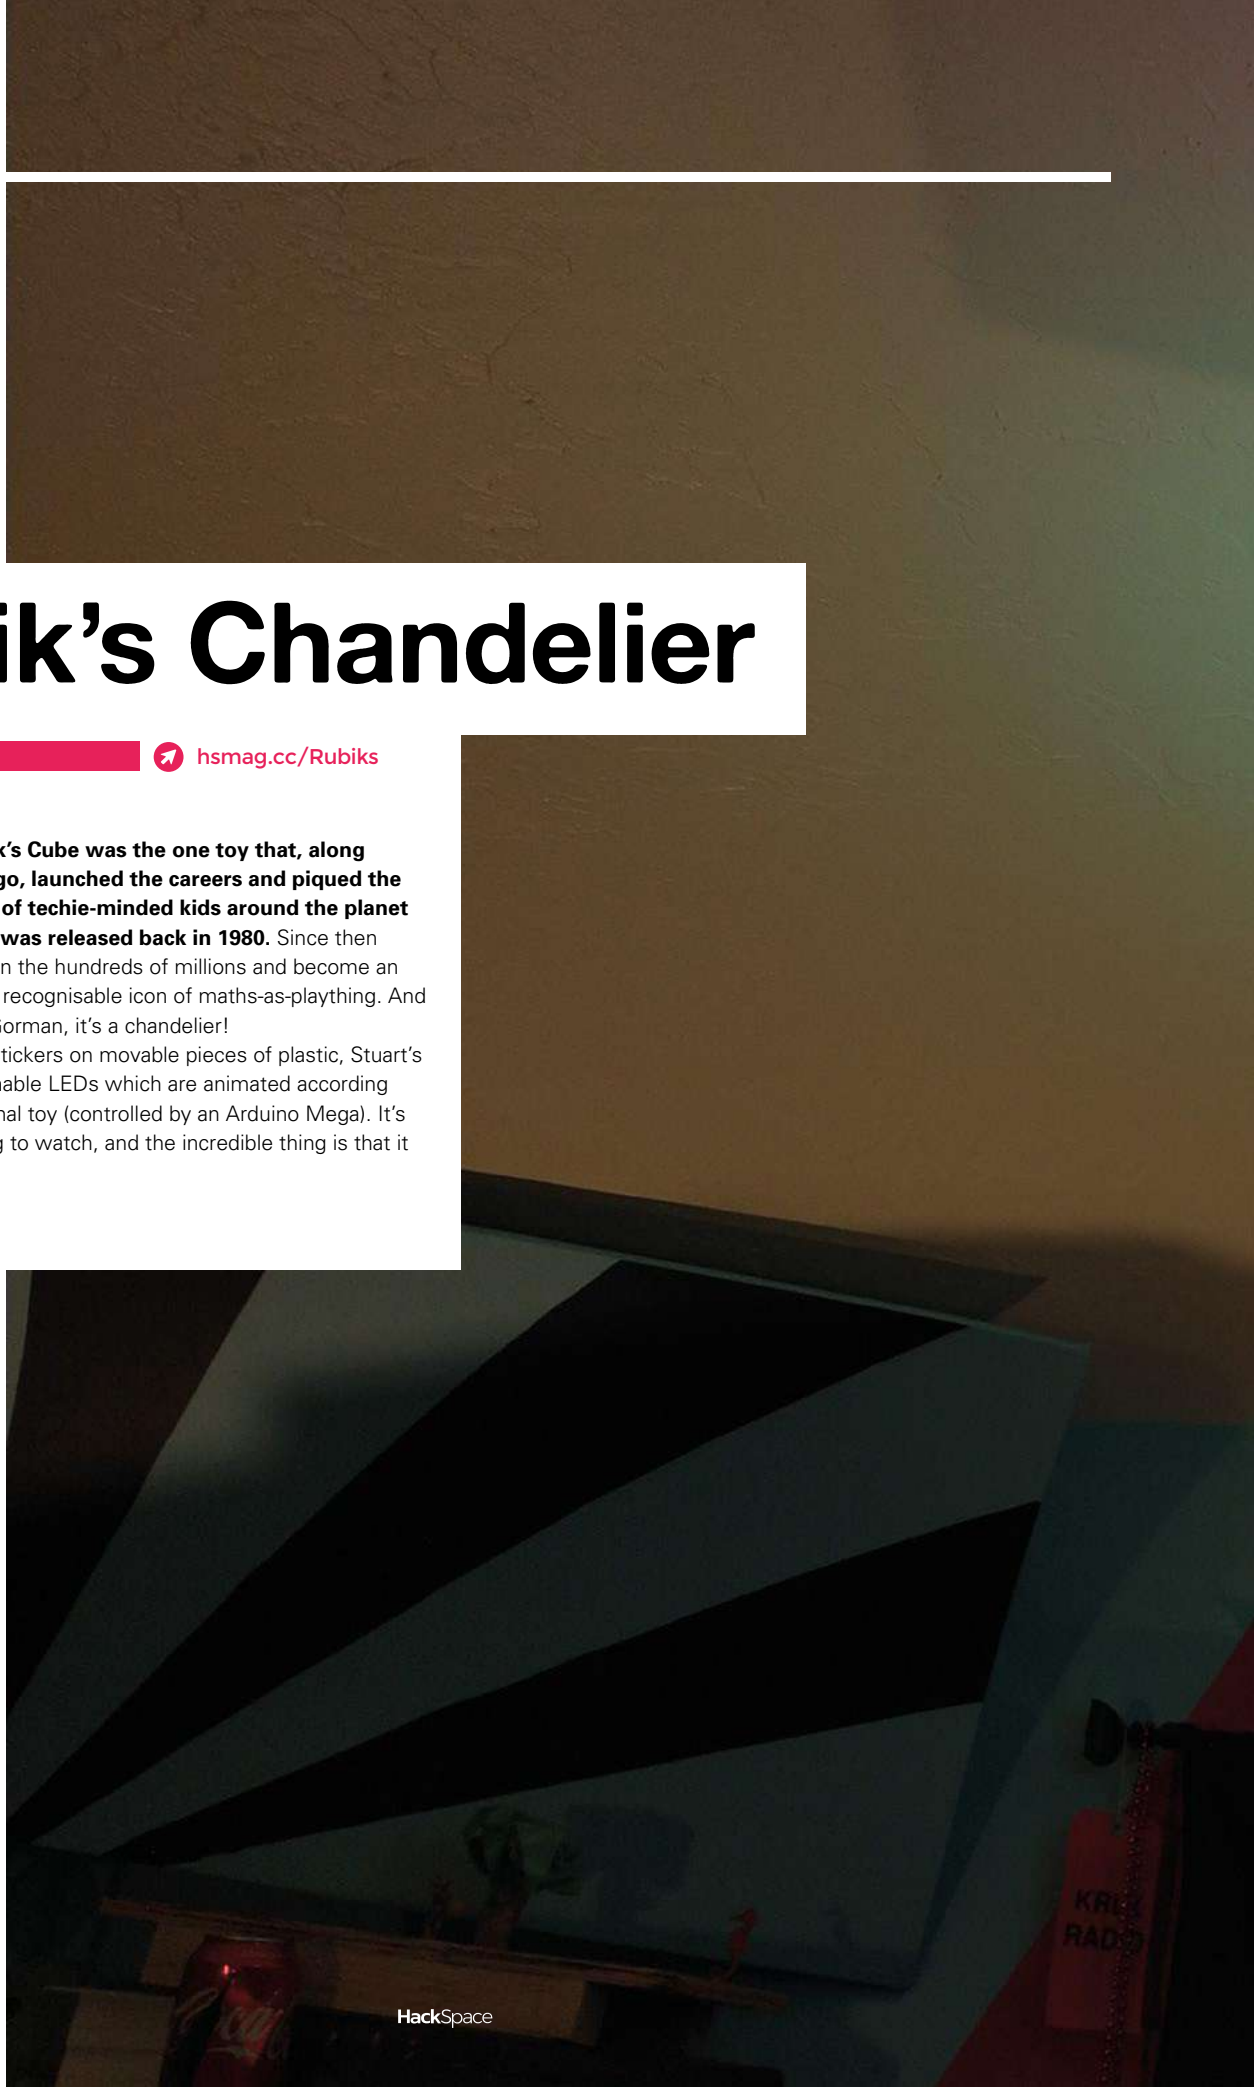 ik’s Chandelier
hsmag.cc/Rubiks
k’s Cube was the one toy that, along
go, launched the careers and piqued the
of techie-minded kids around the planet
was released back in 1980. Since then
n the hundreds of millions and become an
recognisable icon of maths-as-plaything. And
Gorman, it’s a chandelier!
tickers on movable pieces of plastic, Stuart’s
able LEDs which are animated according
nal toy (controlled by an Arduino Mega). It’s
g to watch, and the incredible thing is that it
RADIO
Coca
HackSpace